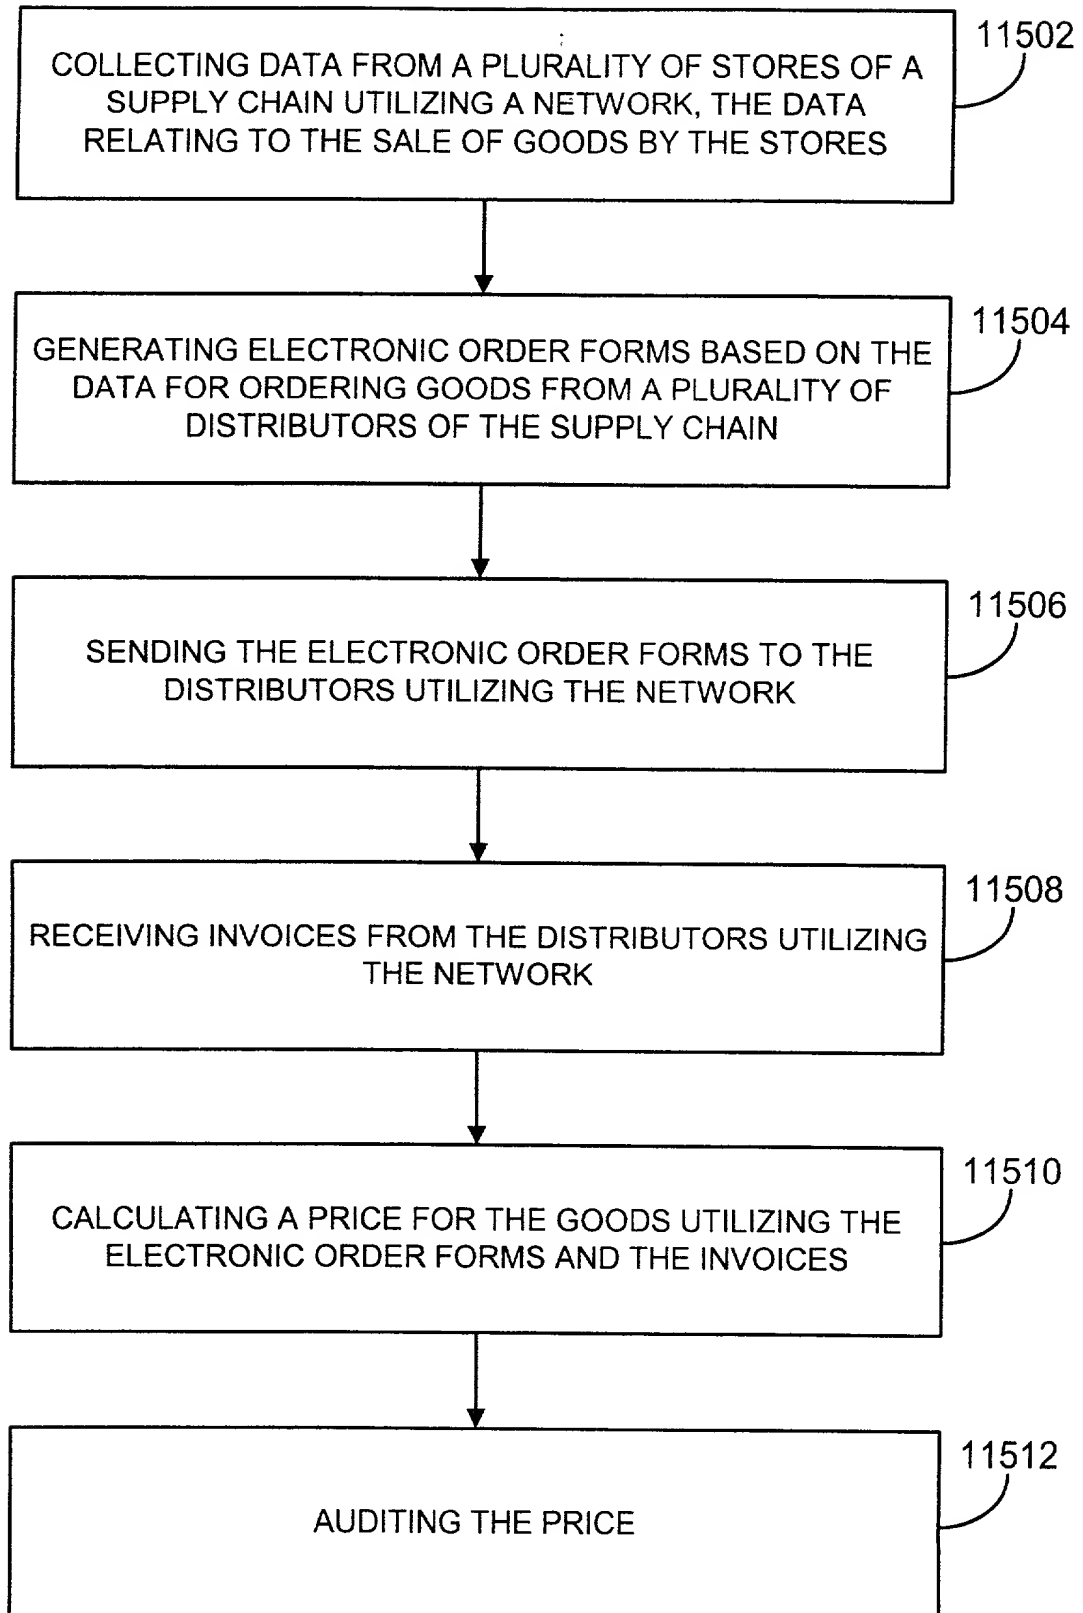 11502
COLLECTING DATA FROM A PLURALITY OF STORES OF A
SUPPLY CHAIN UTILIZING A NETWORK, THE DATA
RELATING TO THE SALE OF GOODS BY THE STORES
11504
GENERATING ELECTRONIC ORDER FORMS BASED ON THE
DATA FOR ORDERING GOODS FROM A PLURALITY OF
DISTRIBUTORS OF THE SUPPLY CHAIN
11506
SENDING THE ELECTRONIC ORDER FORMS TO THE
DISTRIBUTORS UTILIZING THE NETWORK
11508
RECEIVING INVOICES FROM THE DISTRIBUTORS UTILIZING
THE NETWORK
11510
CALCULATING A PRICE FOR THE GOODS UTILIZING THE
ELECTRONIC ORDER FORMS AND THE INVOICES
11512
AUDITING THE PRICE